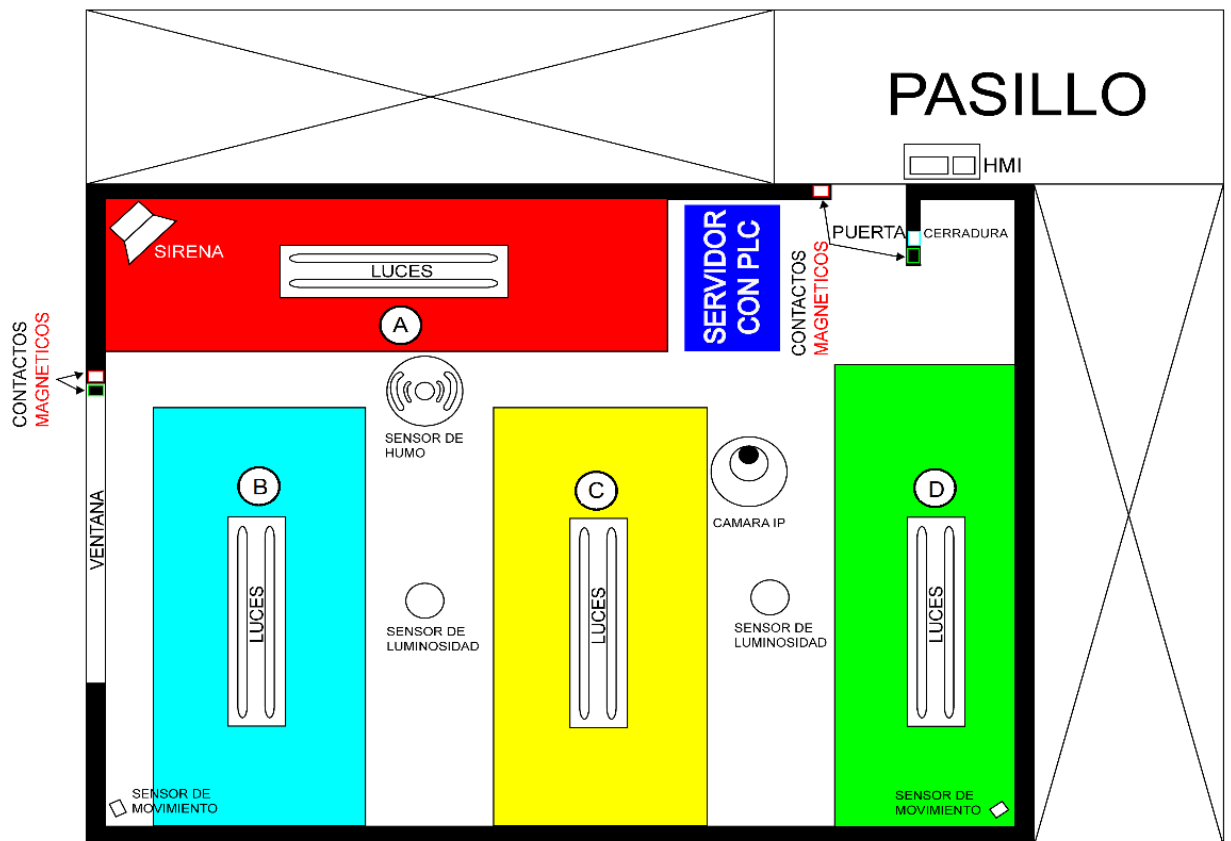 PASILLO
HMI
SIRENA
LUCES
A
SERVIDOR
CON PLC
PUERTA
CERRADURA
CONTACTOS
MAGNETICOS
CONTACTOS
MAGNETICOS
SENSOR DE
HUMO
B
C
D
CAMARA IP
VENTANA
LUCES
LUCES
LUCES
SENSOR DE
LUMINOSIDAD
SENSOR DE
LUMINOSIDAD
SENSOR DE
MOVIMIENTO
SENSOR DE
MOVIMIENTO